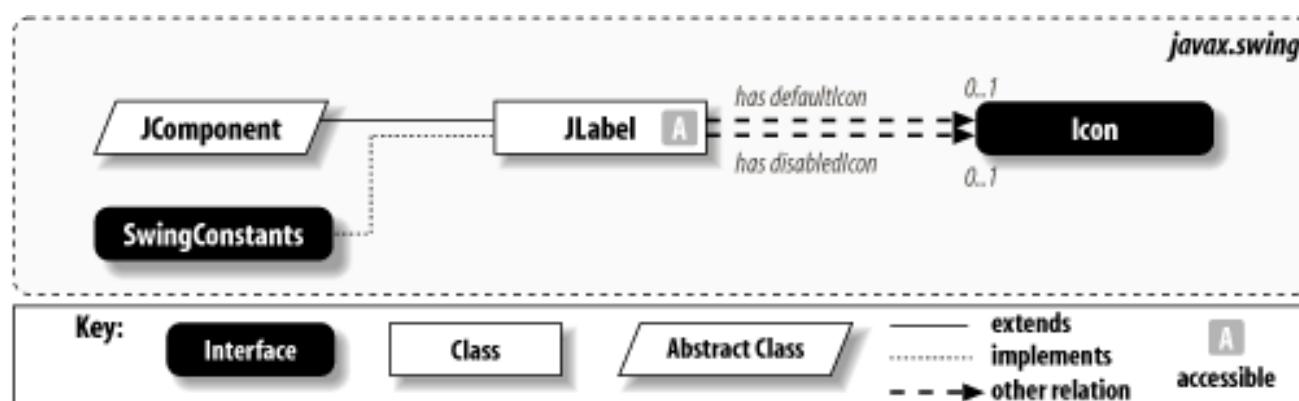 javax.swing
has defaultIcon
0..1
JComponent
JLabel
A
Icon
has disabledIcon
0..1
SwingConstants
Key:
Interface
Class
Abstract Class
extends
implements
other relation
A
accessible